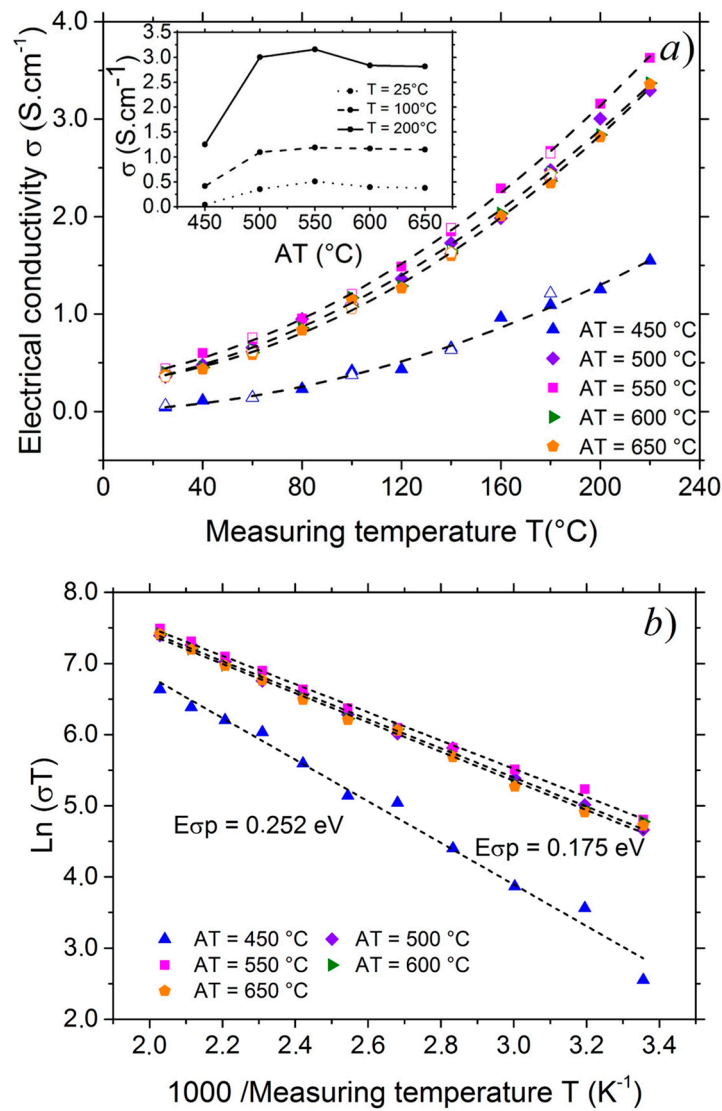 a)
Electrical conductivity σ (S.cm⁻¹)
4.0
3.0
2.0
1.0
0.0
σ (S.cm⁻¹)
3.5
3.0
2.5
2.0
1.5
1.0
0.5
0.0
T = 25°C
T = 100°C
T = 200°C
450 500 550 600 650
AT (°C)
AT = 450 °C
AT = 500 °C
AT = 550 °C
AT = 600 °C
AT = 650 °C
0 40 80 120 160 200 240
Measuring temperature T(°C)
b)
Ln (σT)
8.0
7.0
6.0
5.0
4.0
3.0
2.0
Eσp = 0.252 eV
Eσp = 0.175 eV
AT = 450 °C AT = 500 °C
AT = 550 °C AT = 600 °C
AT = 650 °C
2.0 2.2 2.4 2.6 2.8 3.0 3.2 3.4
1000 /Measuring temperature T (K⁻¹)